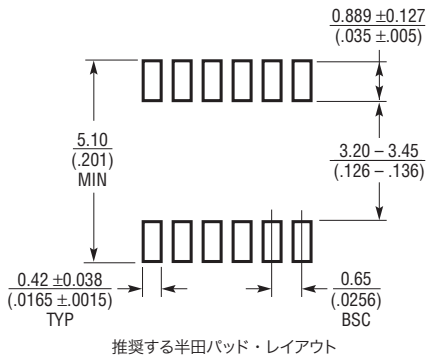 0.889 ±0.127
(.035 ±.005)
5.10
(.201)
MIN
3.20 – 3.45
(.126 – .136)
0.42 ±0.038
(.0165 ±.0015)
TYP
0.65
(.0256)
BSC
推奨する半田パッド・レイアウト